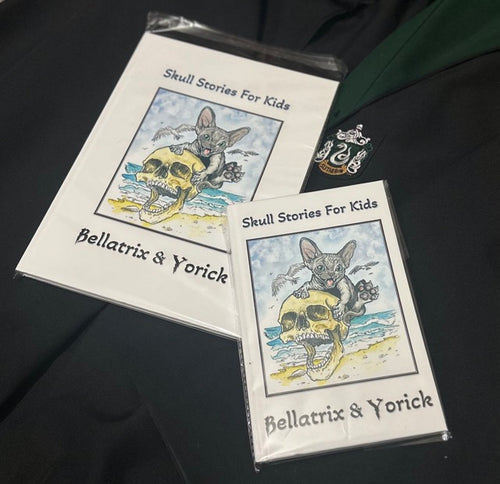 Skull Stories For Kids
Bellatrix & Yorick
Skull Stories For Kids
Bellatrix & Yorick